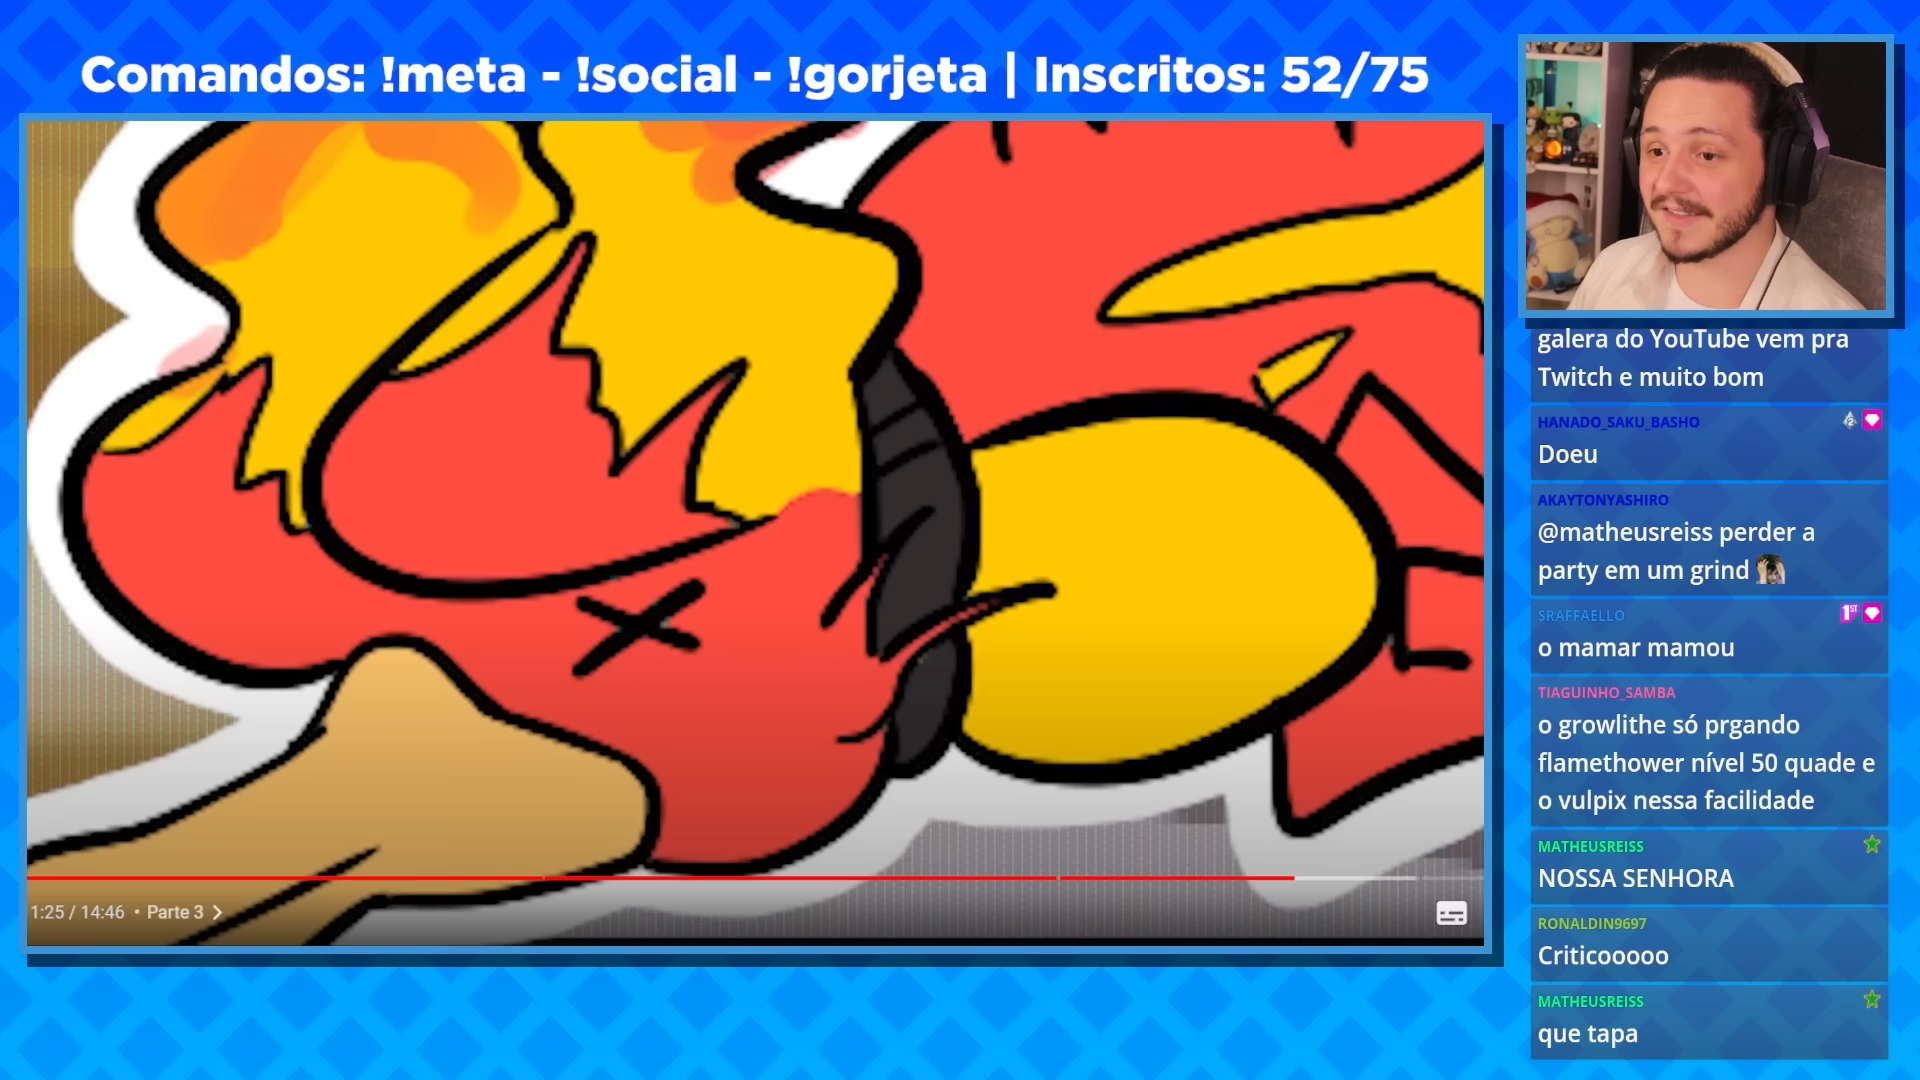 Comandos: !meta - !social - !gorjeta | Inscritos: 52/75
galera do YouTube vem pra
Twitch e muito bom
HANADO_SAKU_BASHO
Doeu
AKAYTONYASHIRO
@matheusreiss perder a
party em um grind
SRAFFAELLO
1ST
o mamar mamou
TIAGUINHO_SAMBA
o growlithe só prgando
flamethower nível 50 quade e
o vulpix nessa facilidade
MATHEUSREISS
NOSSA SENHORA
RONALDIN9697
Criticooooo
MATHEUSREISS
que tapa
1:25 / 14:46 • Parte 3